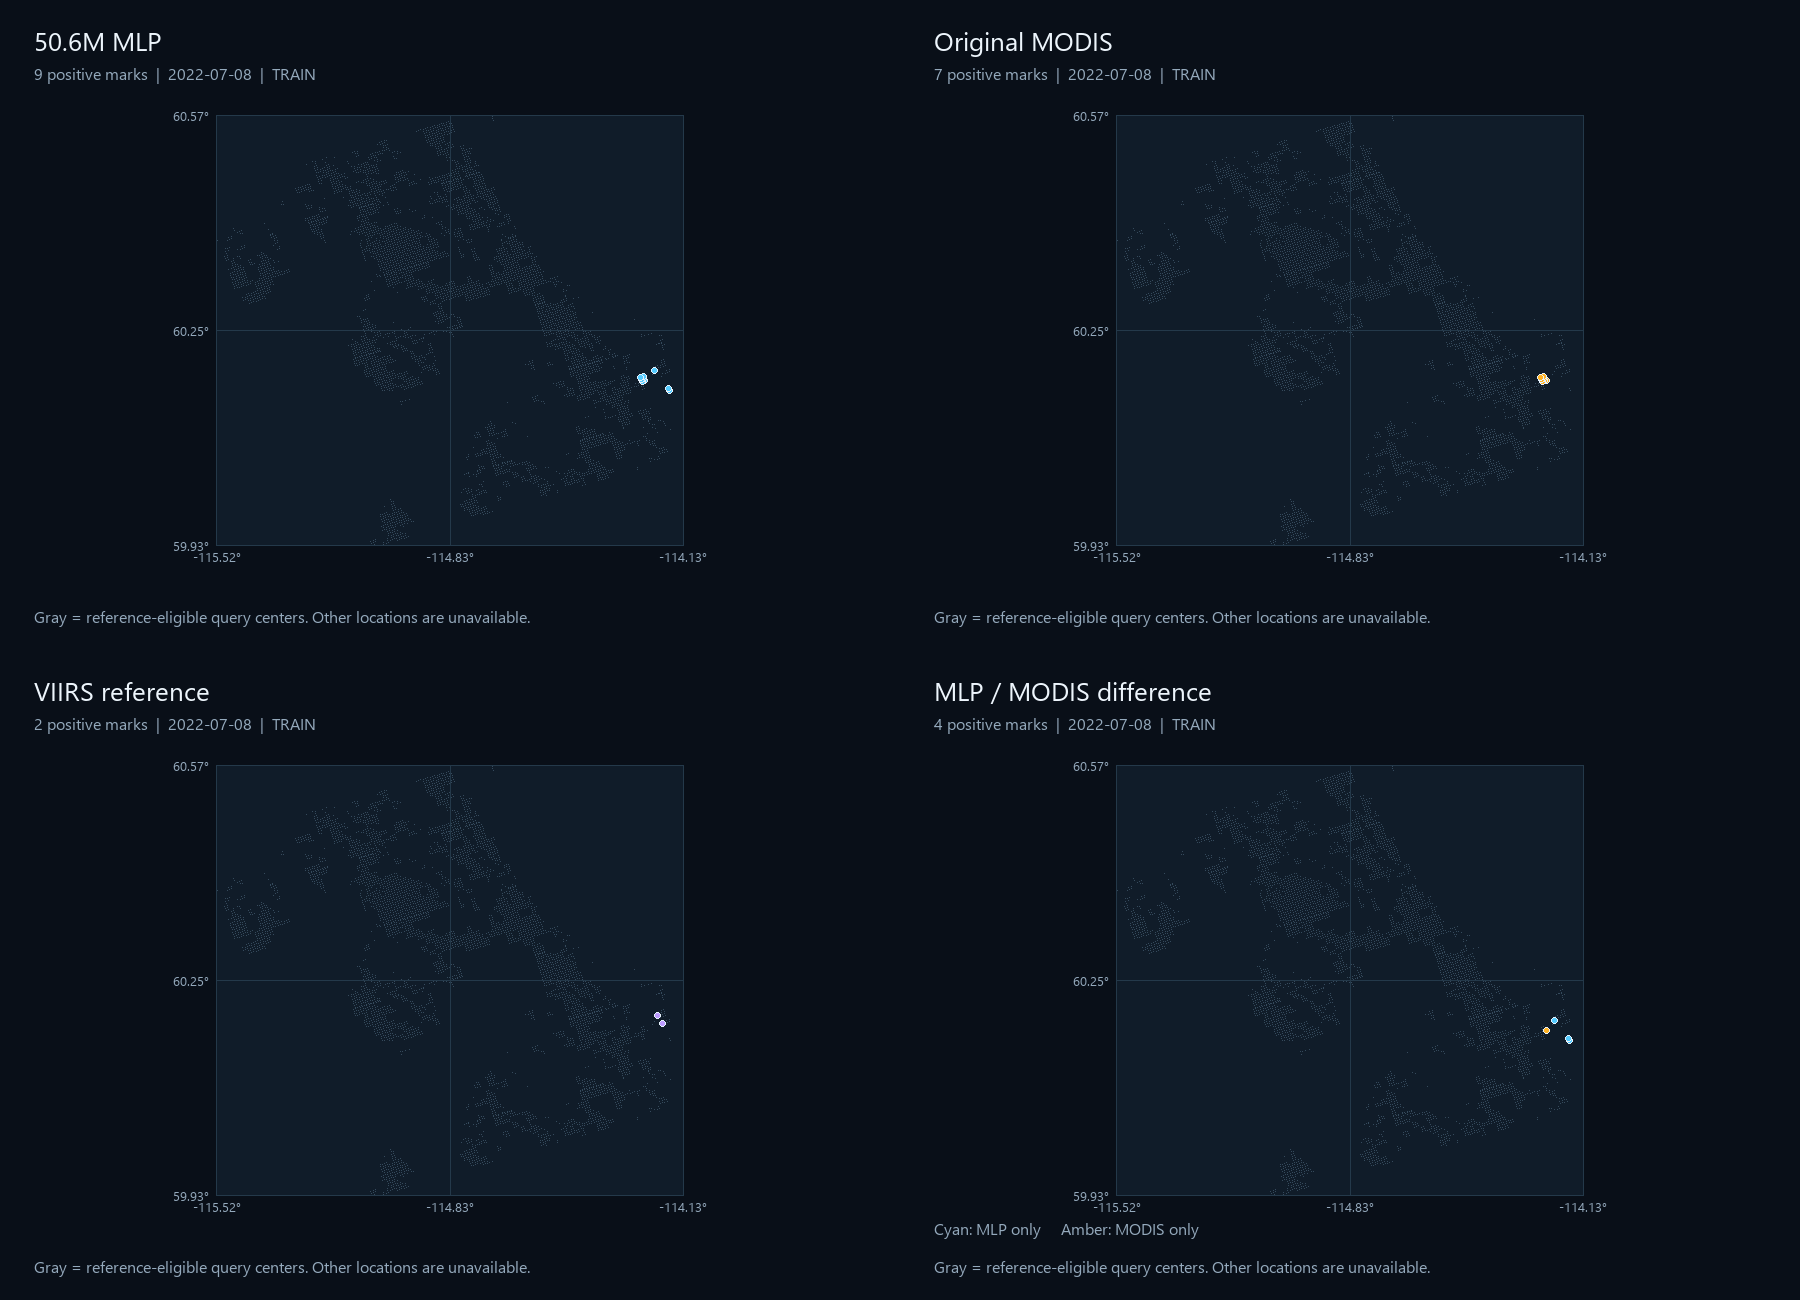 50.6M MLP
9 positive marks | 2022-07-08 | TRAIN
60.57°
60.25°
59.93°
-115.52°
-114.83°
-114.13°
Gray = reference-eligible query centers. Other locations are unavailable.
Original MODIS
7 positive marks | 2022-07-08 | TRAIN
60.57°
60.25°
59.93°
-115.52°
-114.83°
-114.13°
Gray = reference-eligible query centers. Other locations are unavailable.
VIIRS reference
2 positive marks | 2022-07-08 | TRAIN
60.57°
60.25°
59.93°
-115.52°
-114.83°
-114.13°
Gray = reference-eligible query centers. Other locations are unavailable.
MLP / MODIS difference
4 positive marks | 2022-07-08 | TRAIN
60.57°
60.25°
59.93°
-115.52°
-114.83°
-114.13°
Cyan: MLP only Amber: MODIS only
Gray = reference-eligible query centers. Other locations are unavailable.